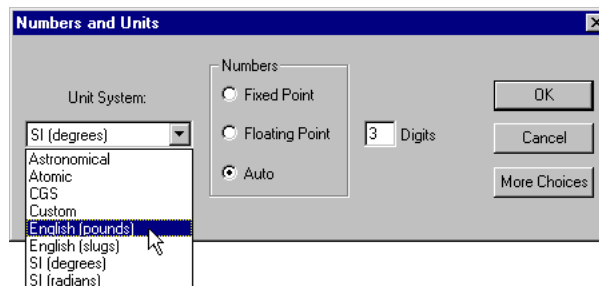 Numbers and Units
Unit System:
SI (degrees)
Astronomical
Atomic
CGS
Custom
English (pounds)
English (slugs)
SI (degrees)
SI (radians)
Numbers
Fixed Point
Floating Point
Auto
3 Digits
OK
Cancel
More Choices